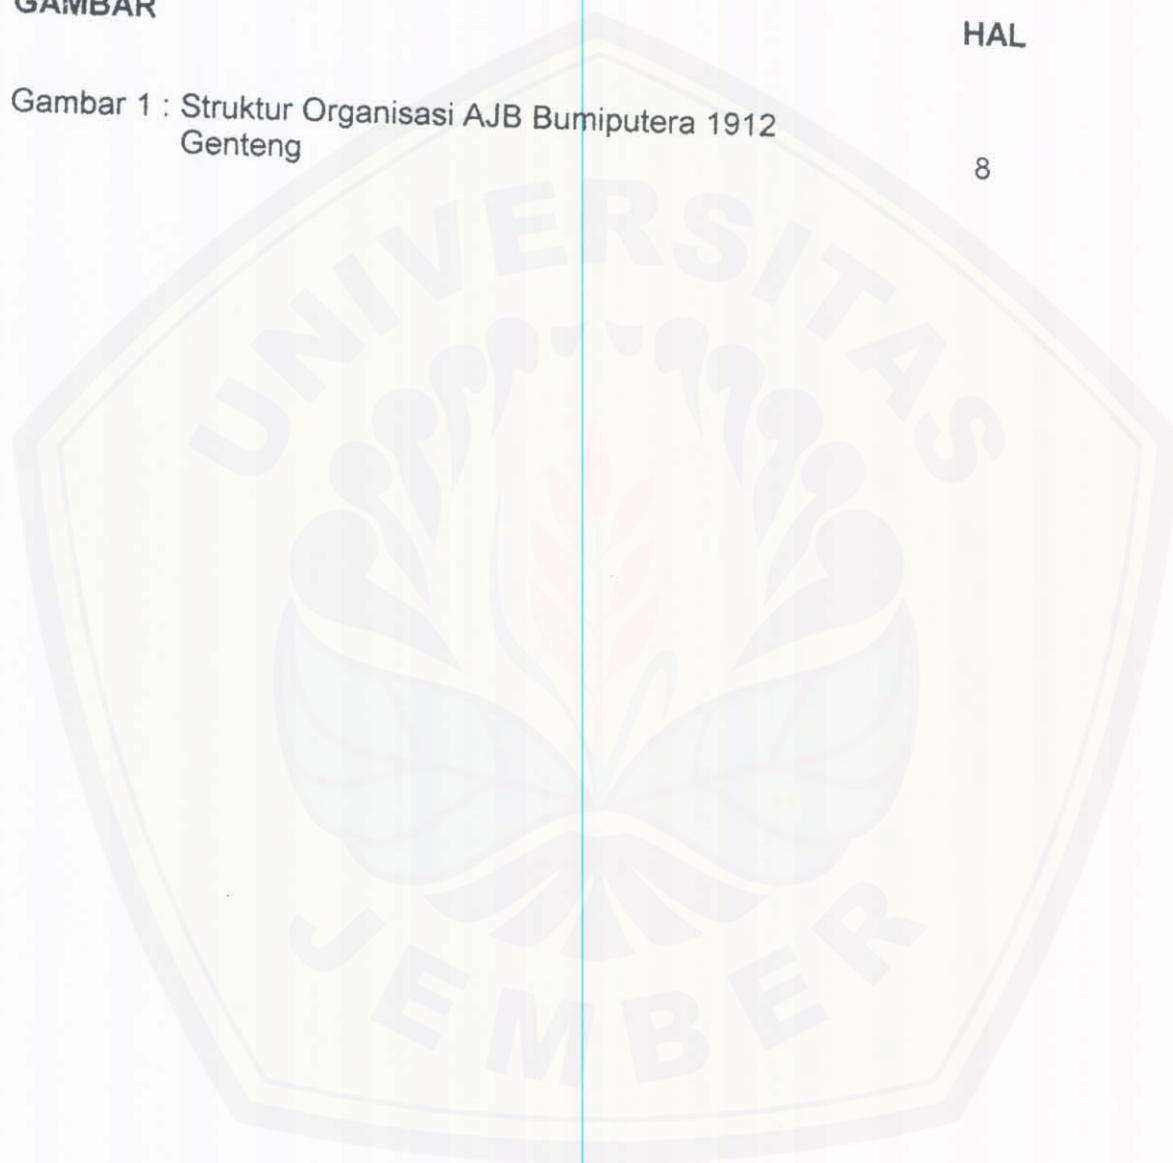 GAMBAR
HAL
Gambar 1 : Struktur Organisasi AJB Bumiputera 1912
Genteng
8
UNIVERSITAS
JEMBER